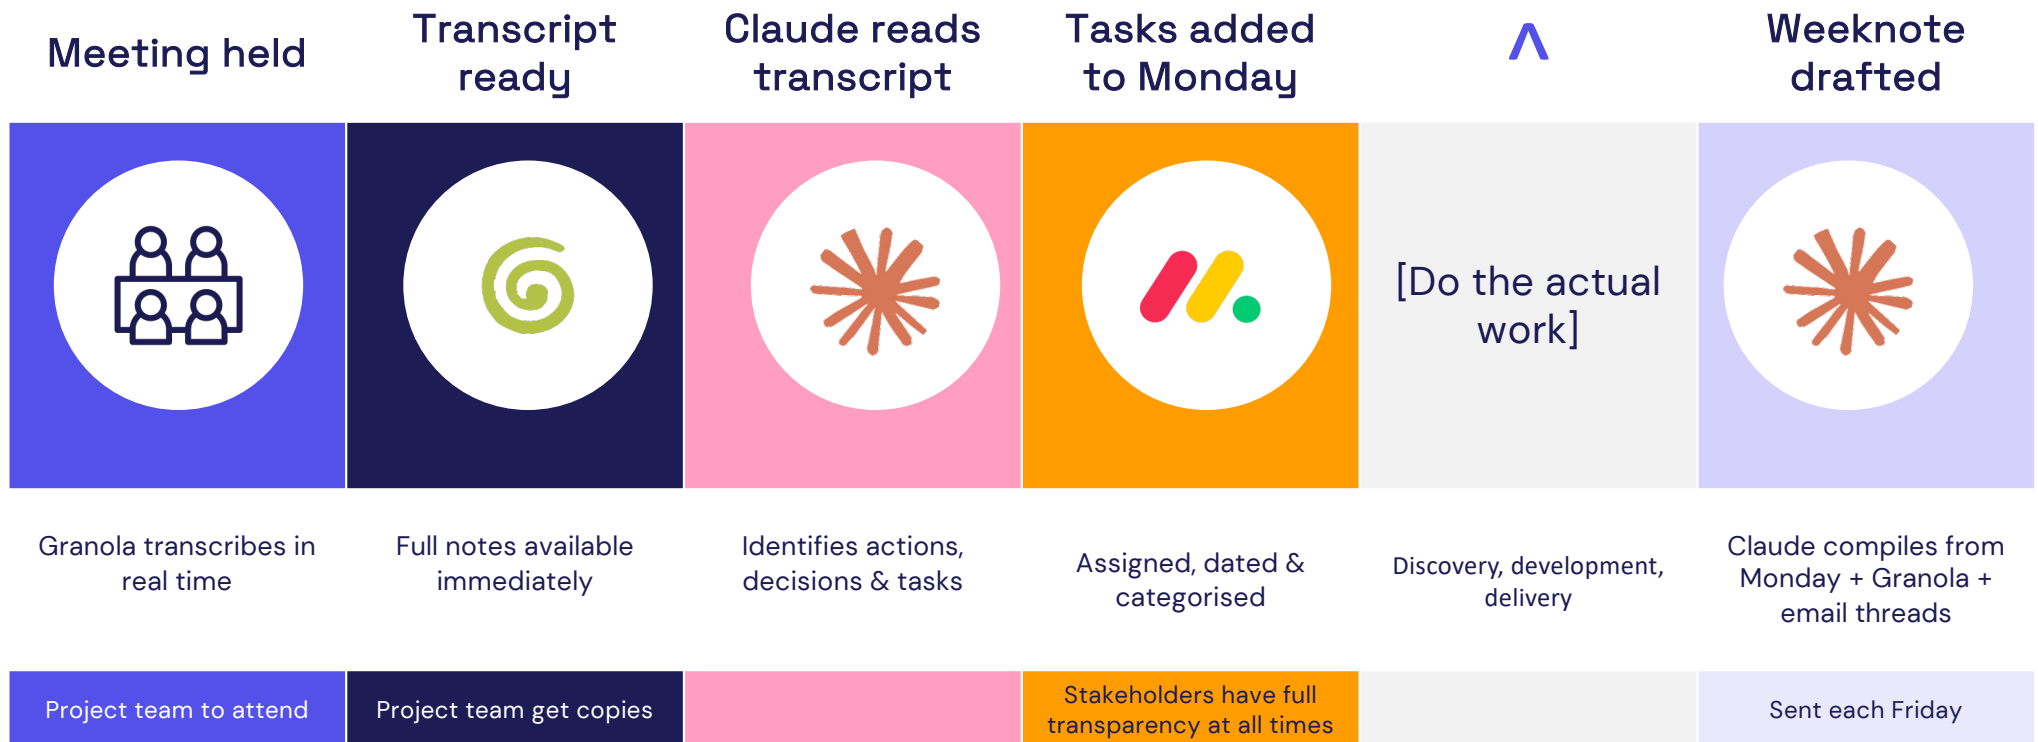 Meeting held
Transcript
ready
Claude reads
transcript
Tasks added
to Monday
^
Weeknote
drafted
[Do the actual
work]
Granola transcribes in
real time
Full notes available
immediately
Identifies actions,
decisions & tasks
Assigned, dated &
categorised
Discovery, development,
delivery
Claude compiles from
Monday + Granola +
email threads
Project team to attend
Project team get copies
Stakeholders have full
transparency at all times
Sent each Friday